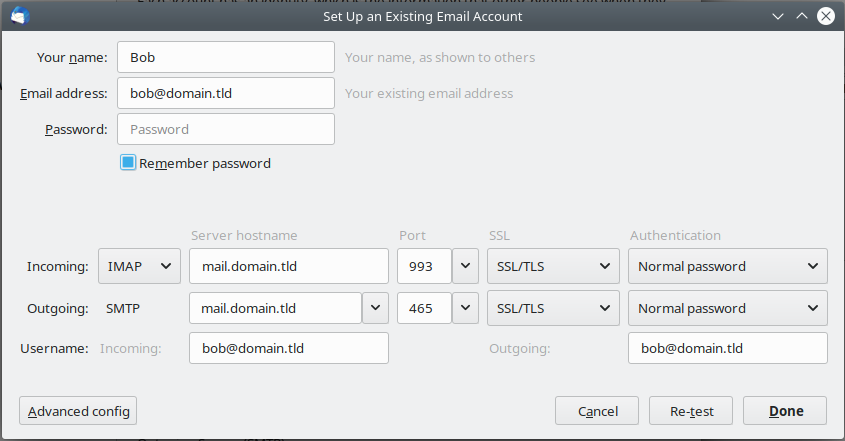 Set Up an Existing Email Account
Your name: Bob Your name, as shown to others
Email address: bob@domain.tld Your existing email address
Password: Password
Remember password
Server hostname Port SSL Authentication
Incoming: IMAP mail.domain.tld 993 SSL/TLS Normal password
Outgoing: SMTP mail.domain.tld 465 SSL/TLS Normal password
Username: Incoming: bob@domain.tld Outgoing: bob@domain.tld
Advanced config Cancel Re-test Done